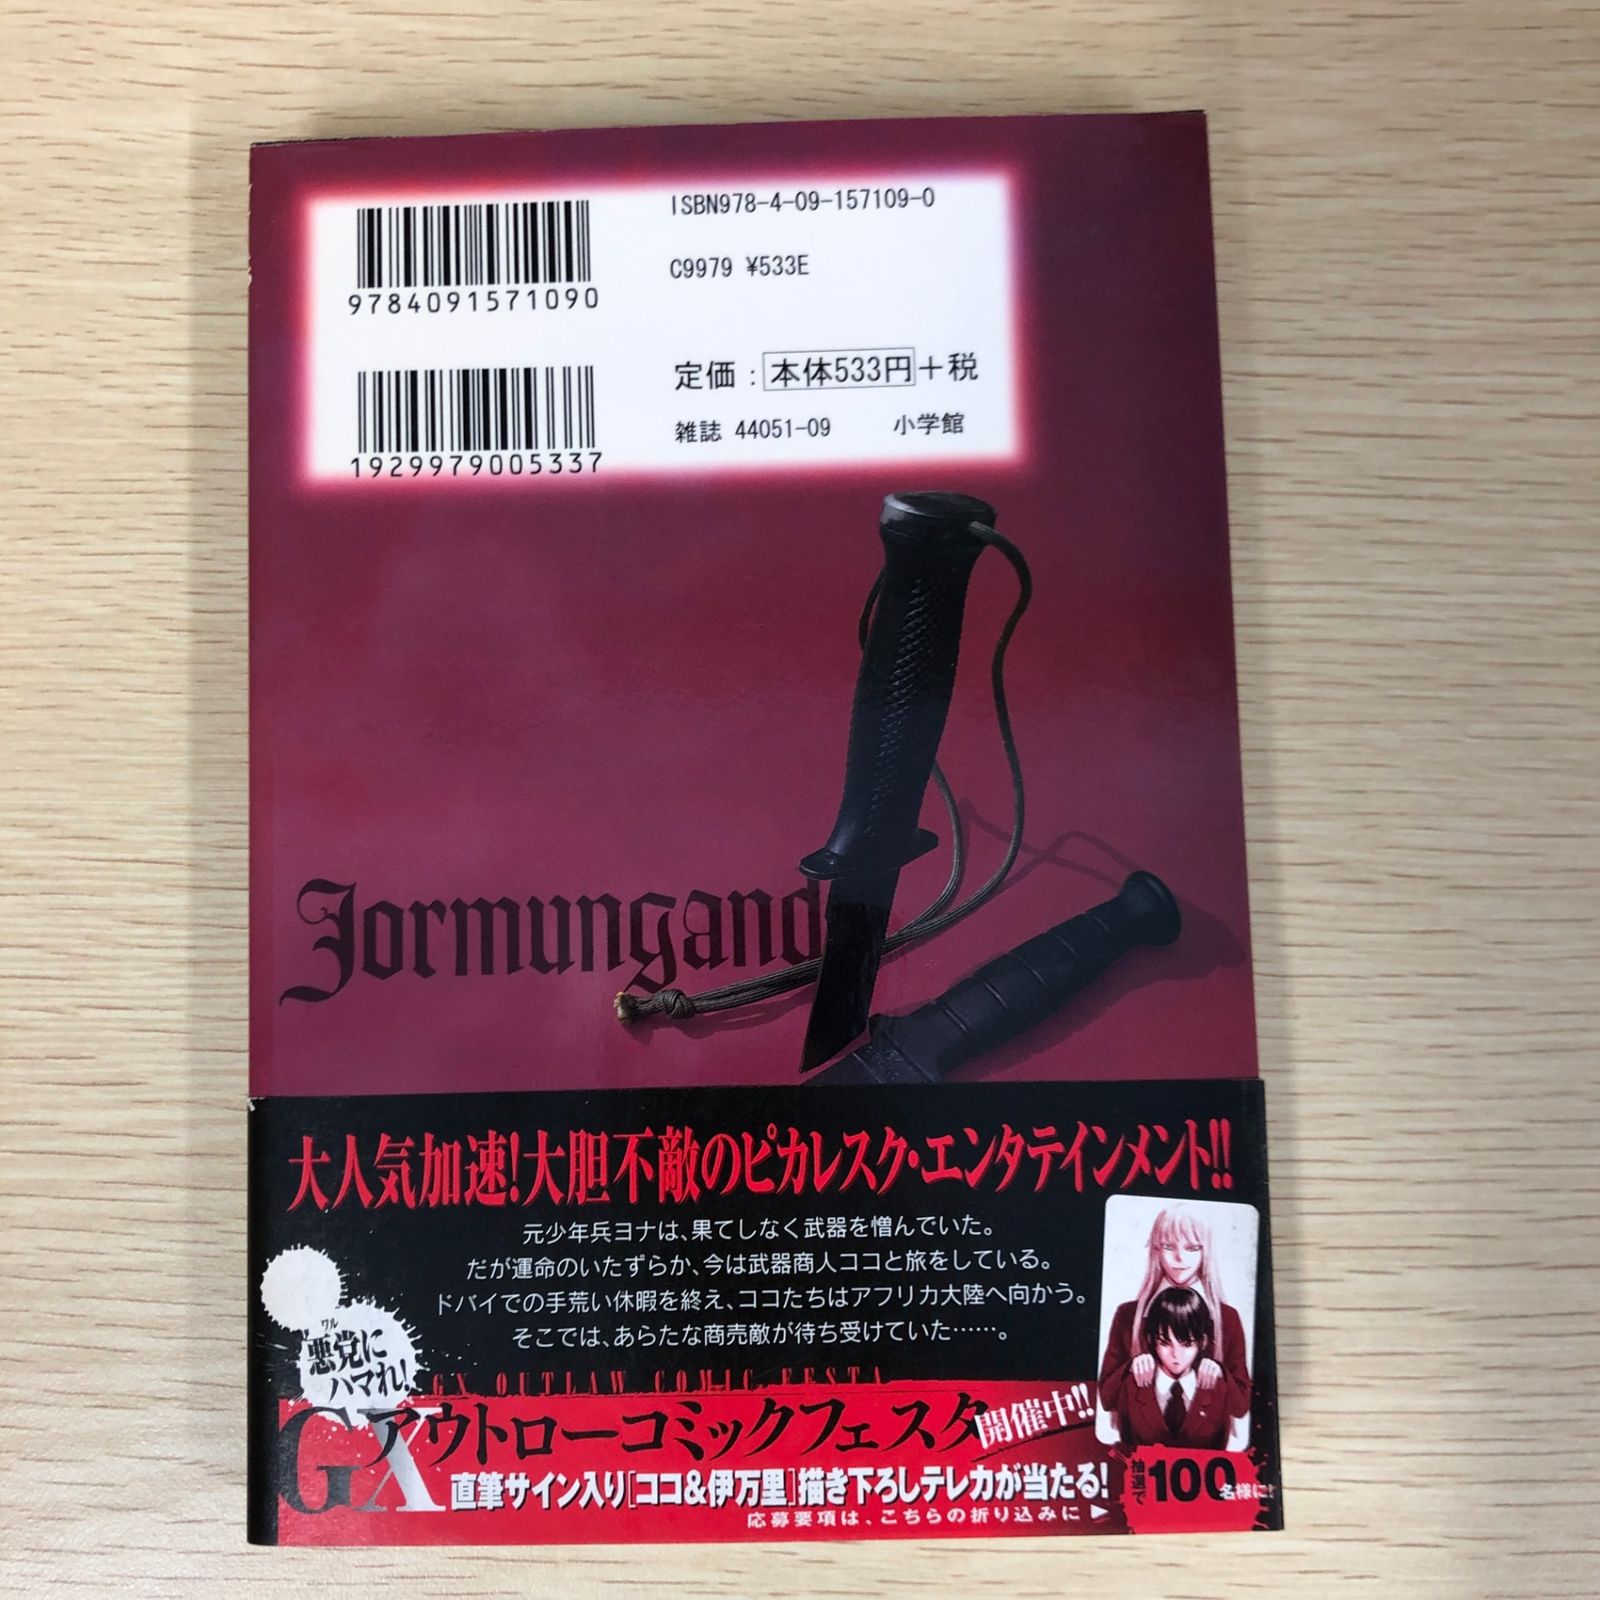 ISBN978-4-09-157109-0
9784091571090
C9979 ¥533E
定価：本体533円＋税
1929979005337
雑誌 44051-09 小学館
Jormungand
大人気加速!大胆不敵のピカレスク・エンタテインメント!!
元少年兵ヨナは、果てしなく武器を憎んでいた。
だが運命のいたずらか、今は武器商人ココと旅をしている。
ドバイでの手荒い休暇を終え、ココたちはアフリカ大陸へ向かう。
そこでは、あらたな商売敵が待ち受けていた……。
ワル
悪党に
ハマれ!
GX OUTLAW COMIC FESTA
GXアウトローコミックフェスタ開催中!!
直筆サイン入り[ココ&伊万里]描き下ろしテレカが当たる!
抽選で100名様に!
応募要項は、こちらの折り込みに▶